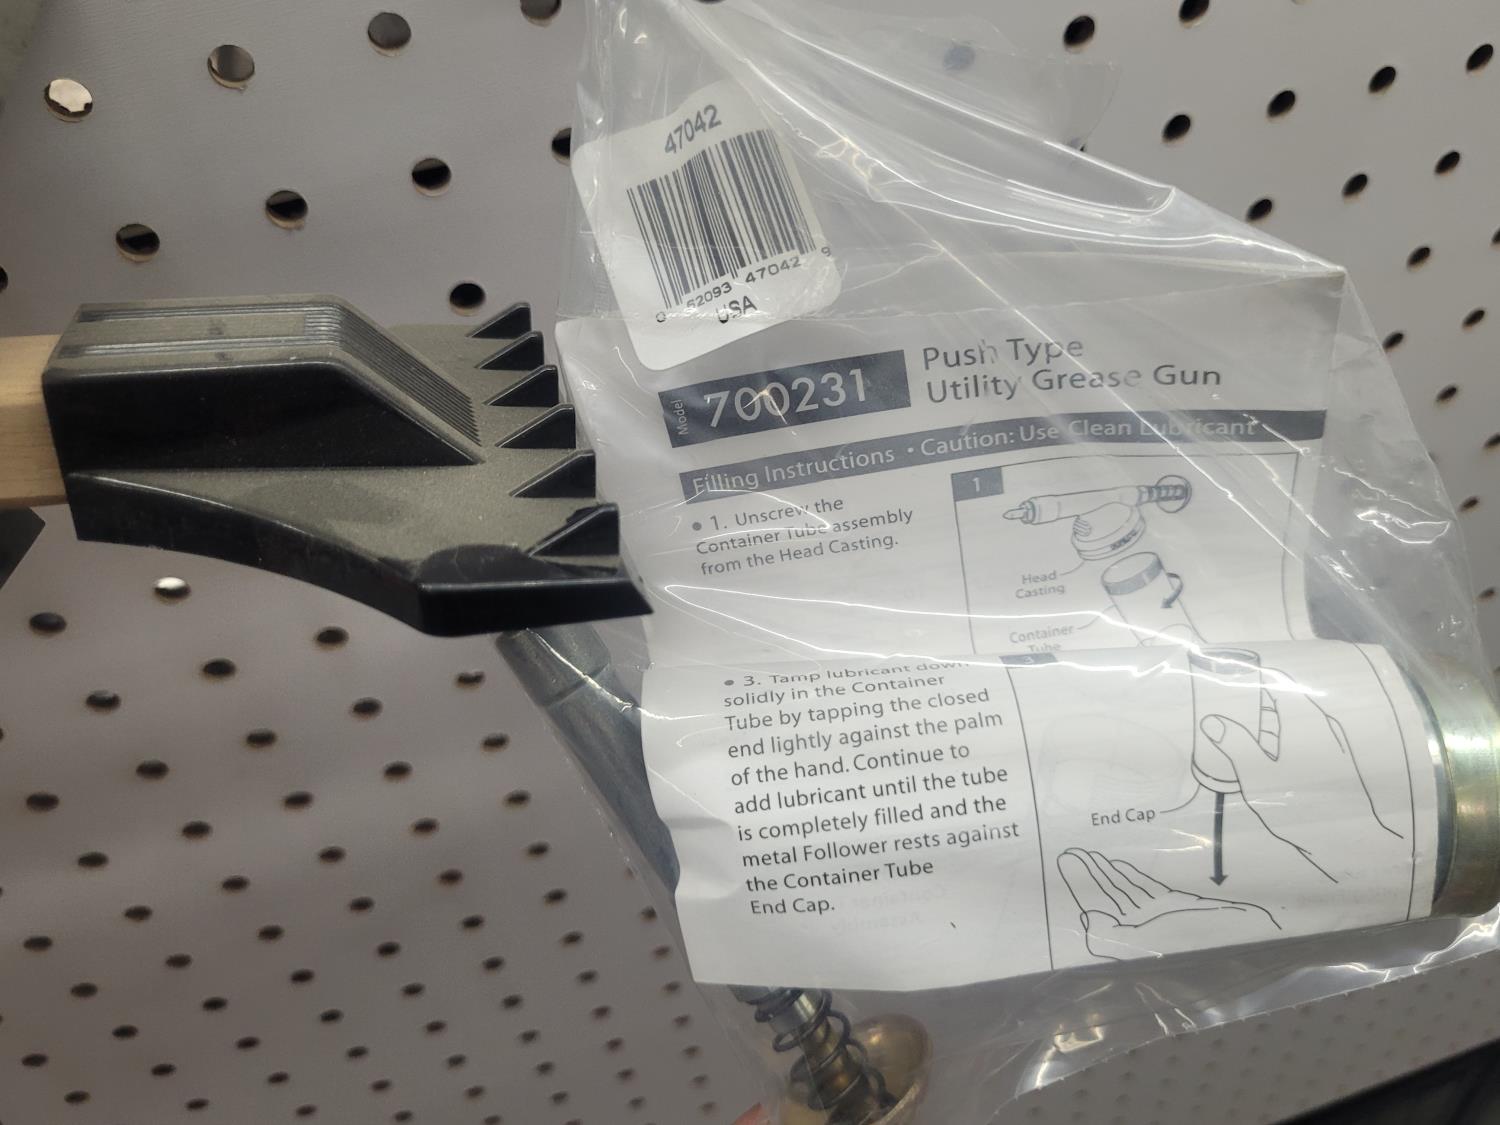 47042
0 52093 47042 9
USA
Model 700231
Push Type
Utility Grease Gun
Filling Instructions • Caution: Use Clean Lubricant
• 1. Unscrew the
Container Tube assembly
from the Head Casting.
1
Head
Casting
Container
Tube
• 3. Tamp lubricant down
solidly in the Container
Tube by tapping the closed
end lightly against the palm
of the hand. Continue to
add lubricant until the tube
is completely filled and the
metal Follower rests against
the Container Tube
End Cap.
3
End Cap